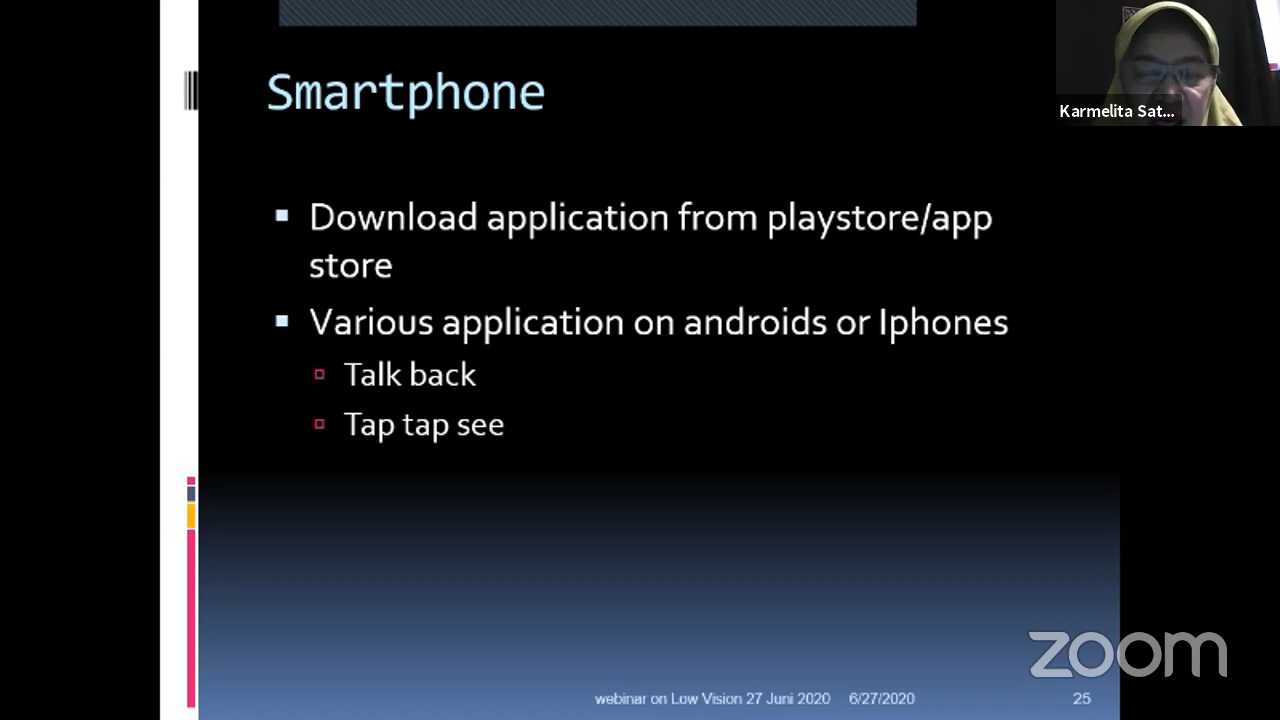 Smartphone
Karmelita Sat...
Download application from playstore/app
store
Various application on androids or Iphones
Talk back
Tap tap see
zoom
webinar on Low Vision 27 Juni 2020 6/27/2020 25